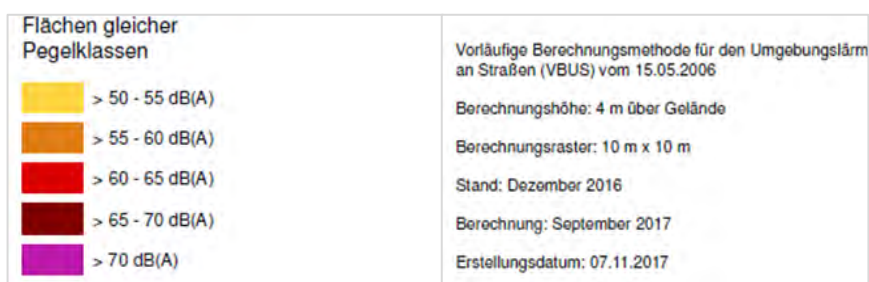 Flächen gleicher
Pegelklassen
> 50 - 55 dB(A)
> 55 - 60 dB(A)
> 60 - 65 dB(A)
> 65 - 70 dB(A)
> 70 dB(A)
Vorläufige Berechnungsmethode für den Umgebungslärm
an Straßen (VBUS) vom 15.05.2006
Berechnungshöhe: 4 m über Gelände
Berechnungsraster: 10 m x 10 m
Stand: Dezember 2016
Berechnung: September 2017
Erstellungsdatum: 07.11.2017